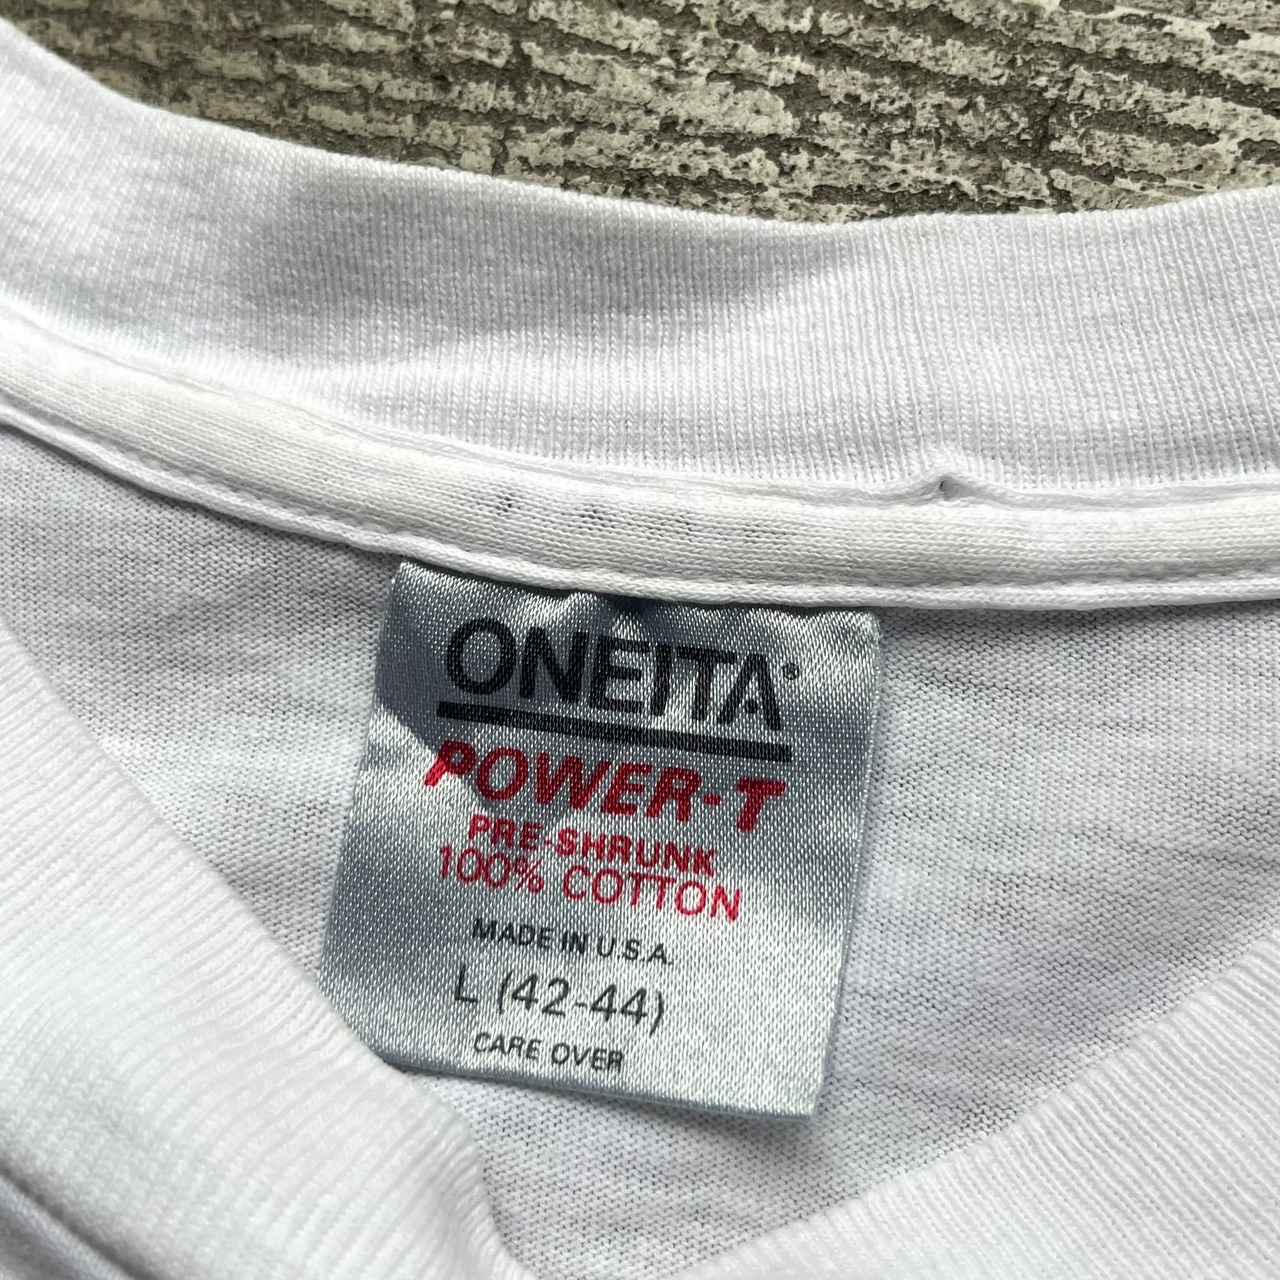 ONEITA®
POWER-T
PRE-SHRUNK
100% COTTON
MADE IN U.S.A.
L (42-44)
CARE OVER